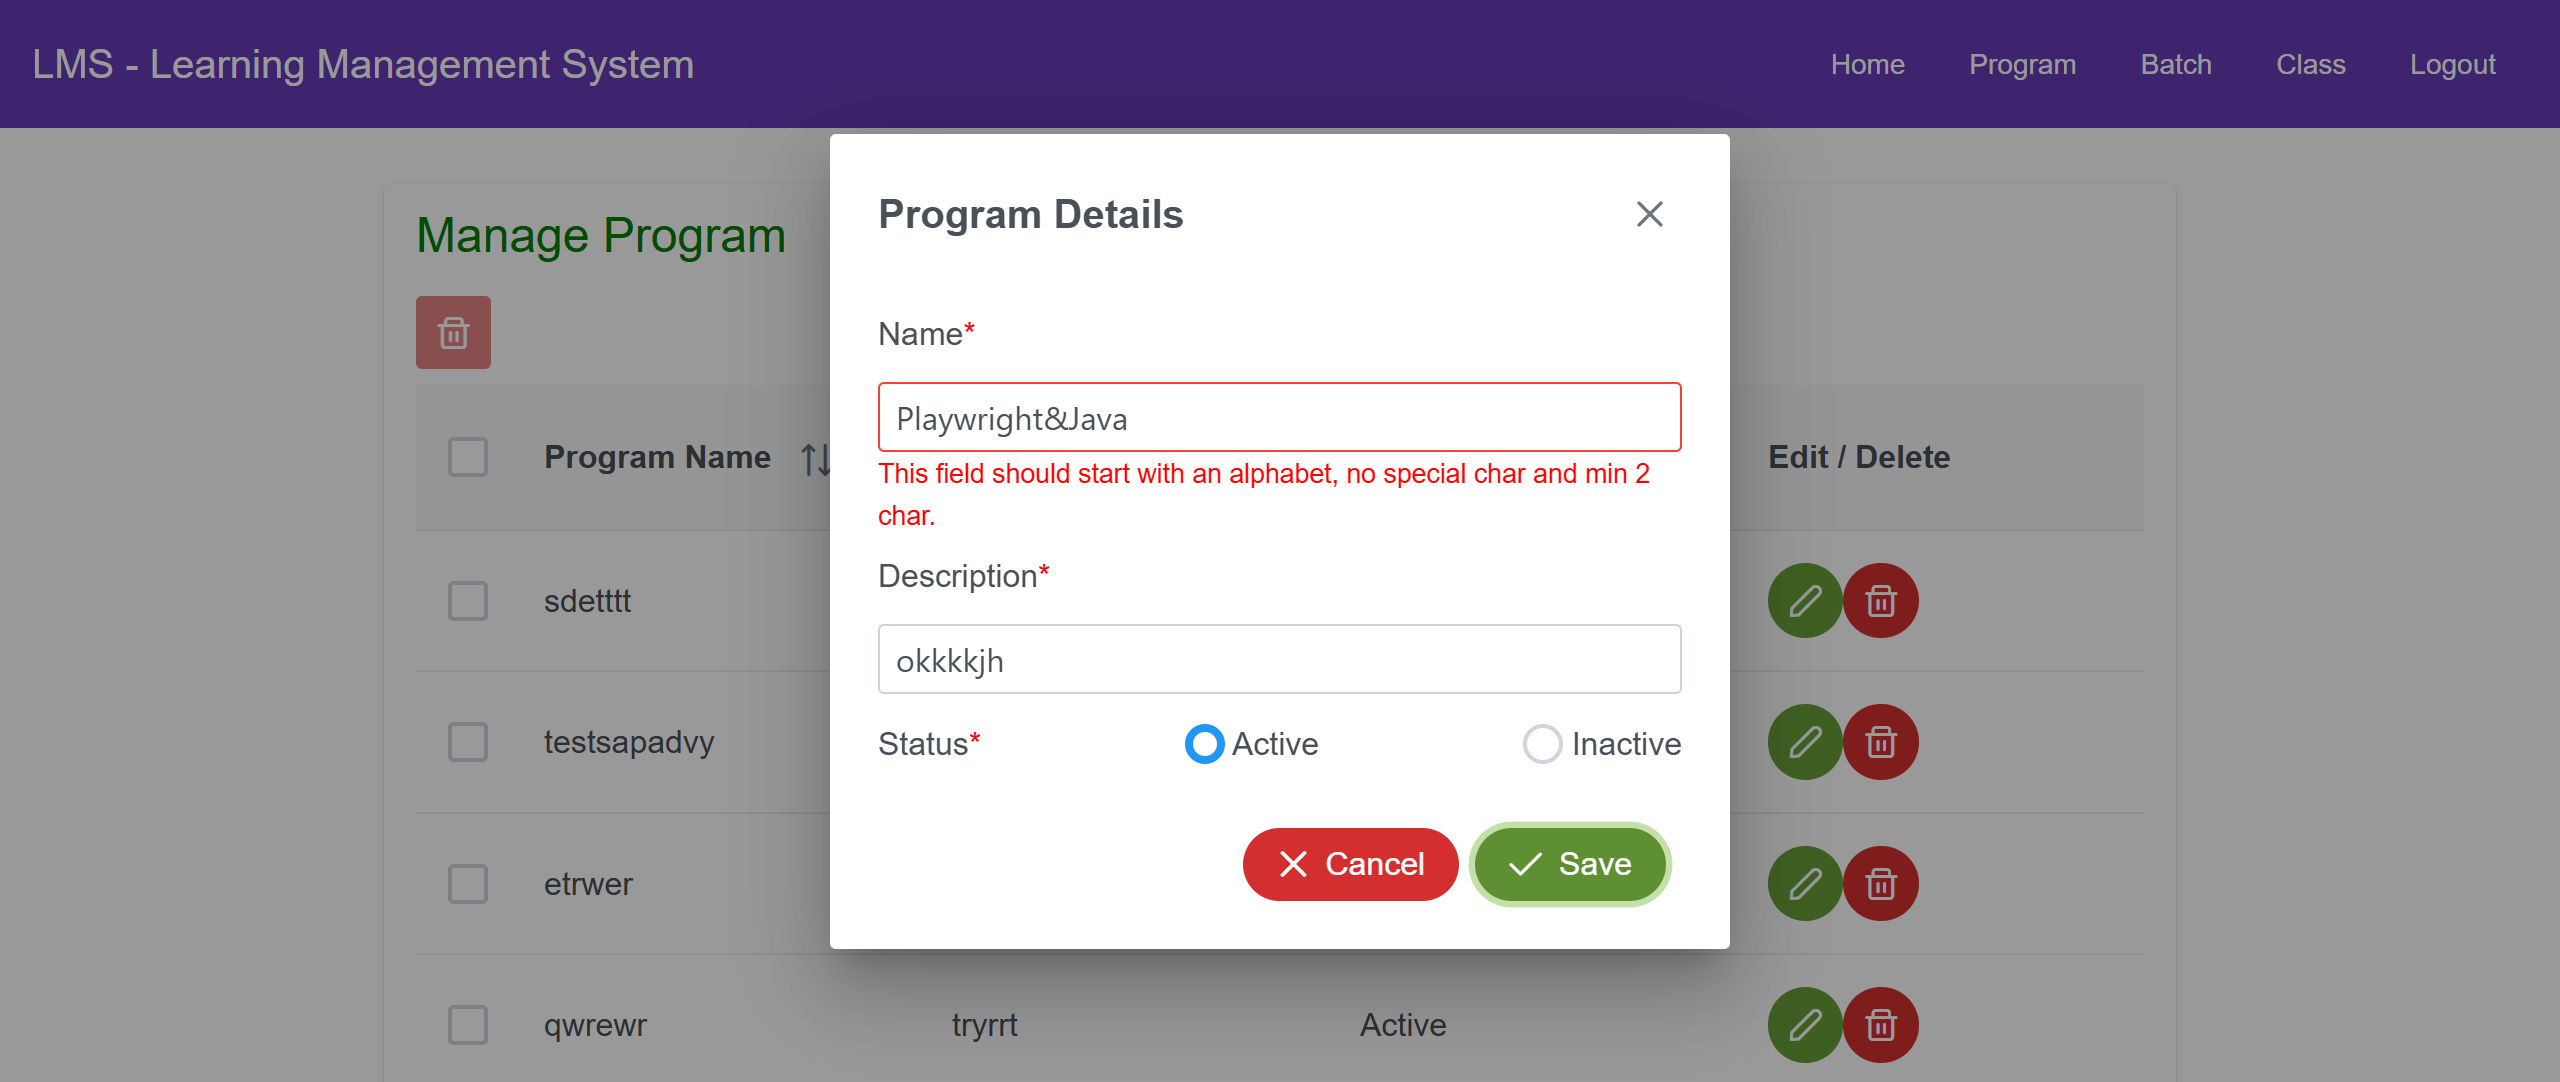 LMS - Learning Management System
Home Program Batch Class Logout
Manage Program
Program Name
Edit / Delete
sdetttt
testsapadvy
etrwer
qwrewr tryrrt Active
Program Details
Name*
Playwright&Java
This field should start with an alphabet, no special char and min 2
char.
Description*
okkkkjh
Status* Active Inactive
Cancel Save